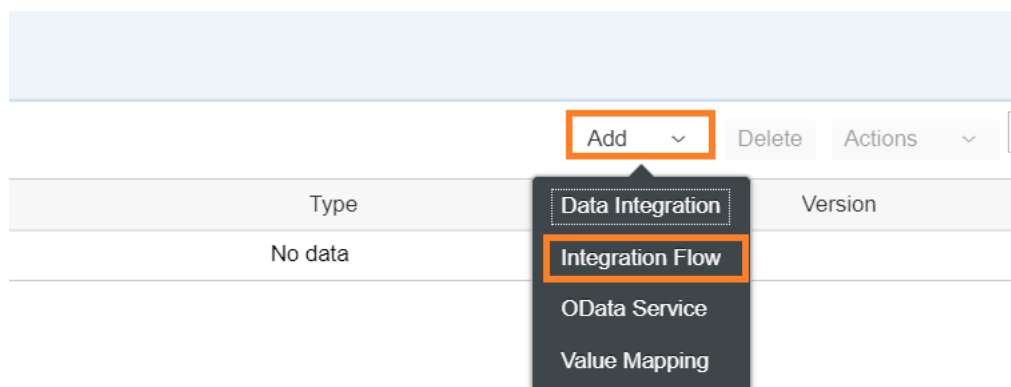 Add Delete Actions
Type Version
No data
Data Integration
Integration Flow
OData Service
Value Mapping